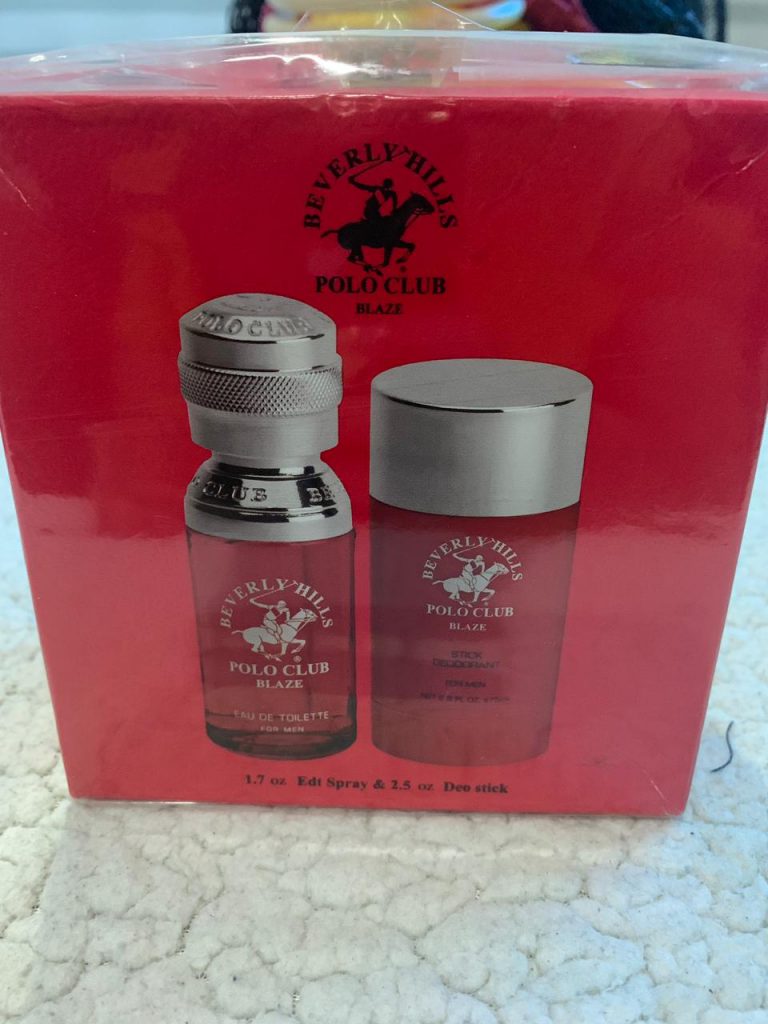 BEVERLY HILLS
POLO CLUB
BLAZE
POLO CLUB
CLUB BE
BEVERLY HILLS
POLO CLUB
BLAZE
EAU DE TOILETTE
FOR MEN
BEVERLY HILLS
POLO CLUB
BLAZE
STICK
DEODORANT
FOR MEN
1.7 oz Edt Spray & 2.5 oz Deo stick